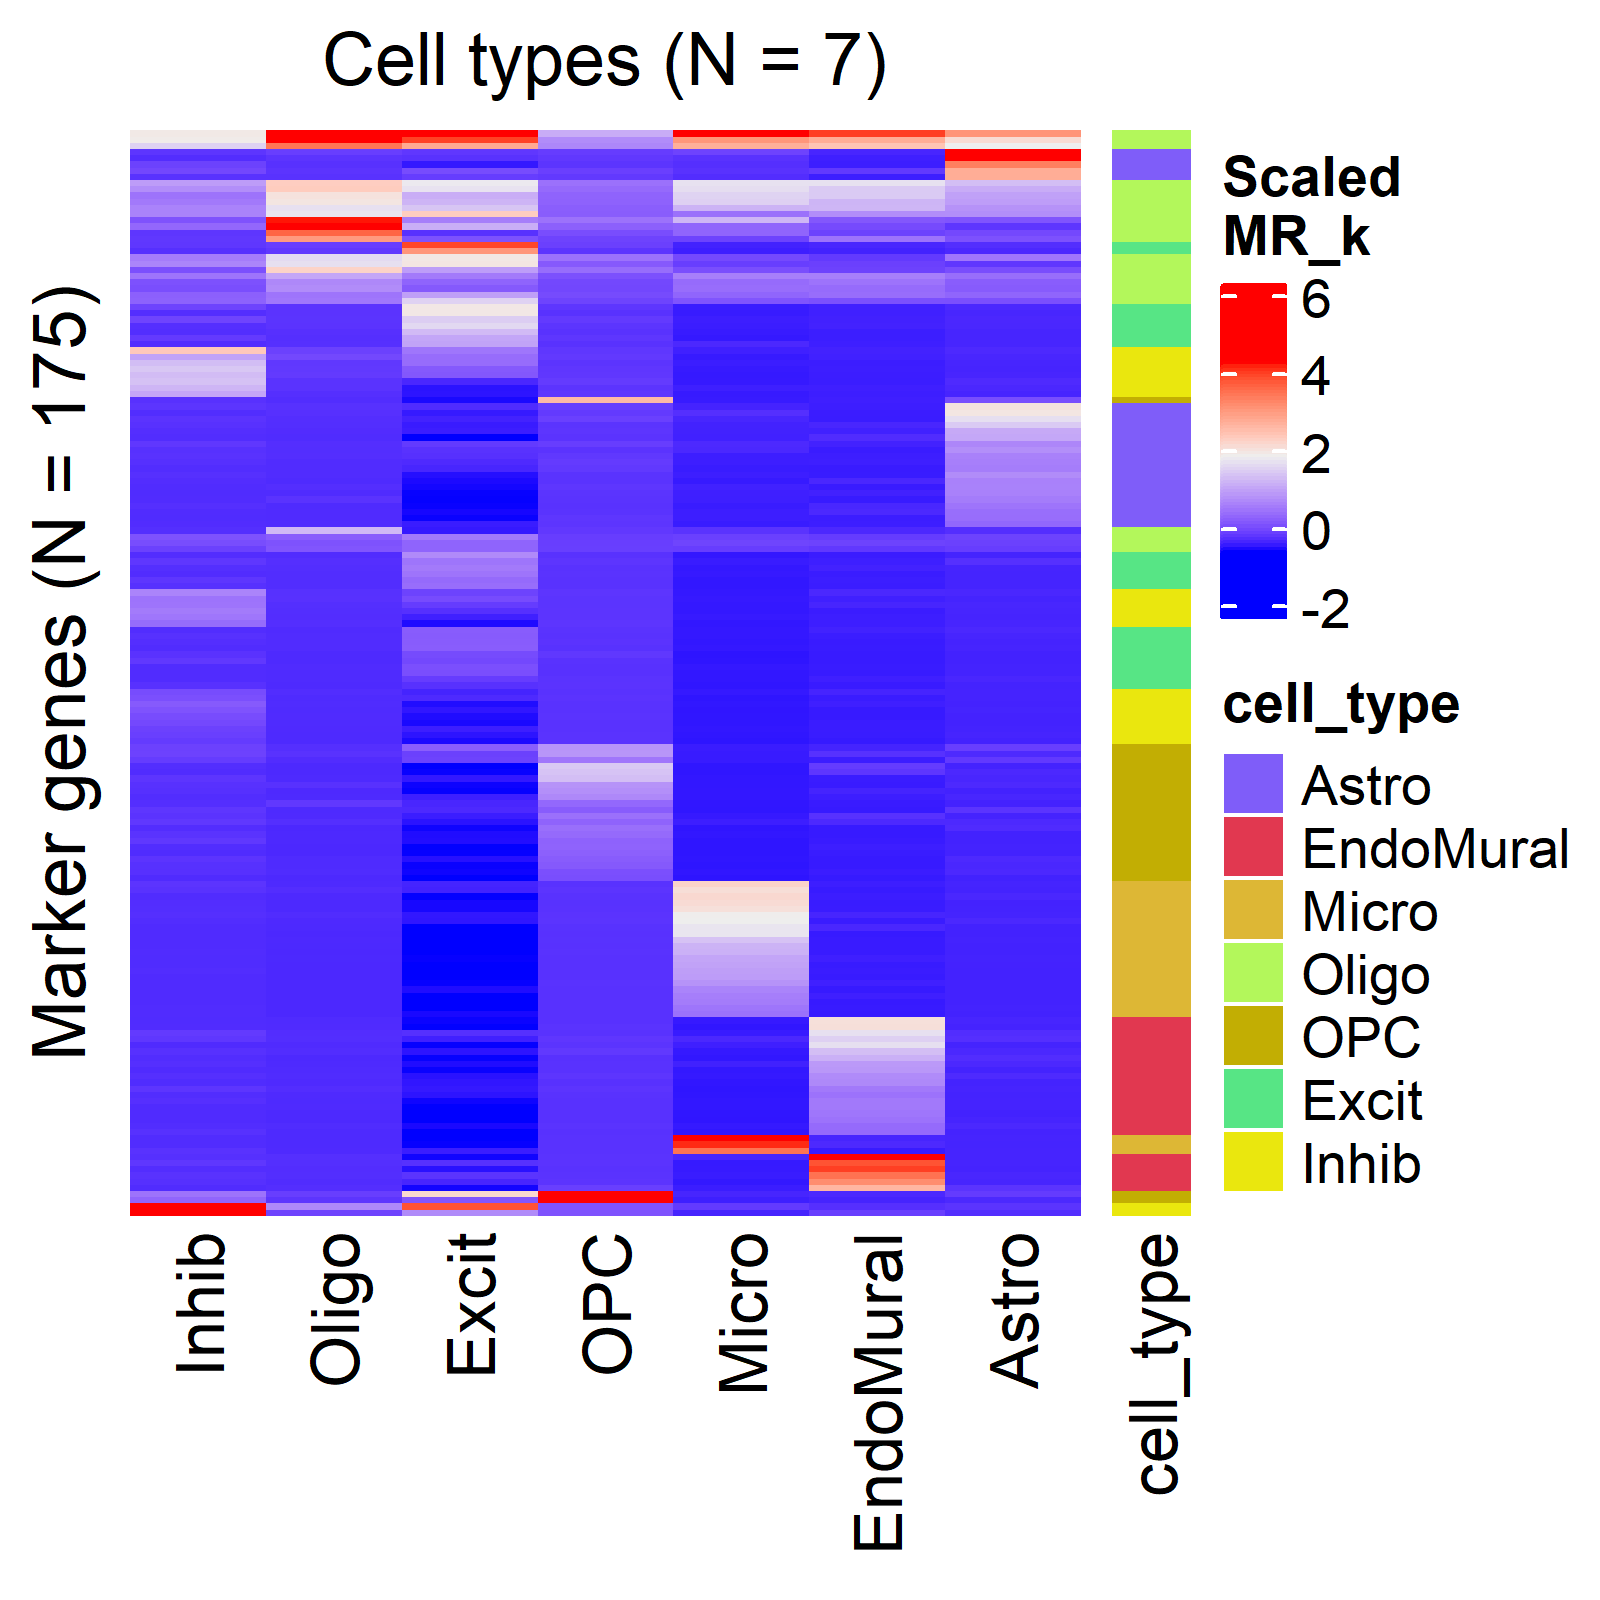 Cell types (N = 7)
Marker genes (N = 175)
Scaled
MR_k
6
4
2
0
-2
cell_type
Astro
EndoMural
Micro
Oligo
OPC
Excit
Inhib
Inhib
Oligo
Excit
OPC
Micro
EndoMural
Astro
cell_type